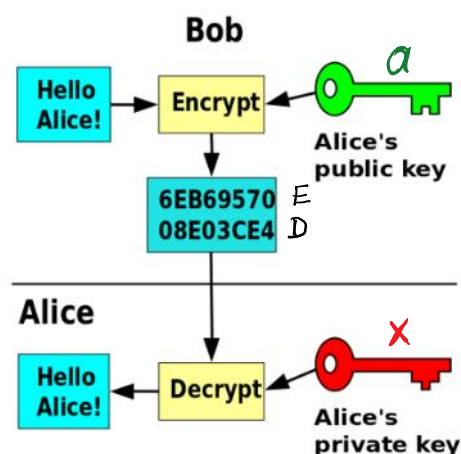 Bob
a
Hello
Alice!
Encrypt
Alice's
public key
6EB69570 E
08E03CE4 D
Alice
x
Hello
Alice!
Decrypt
Alice's
private key